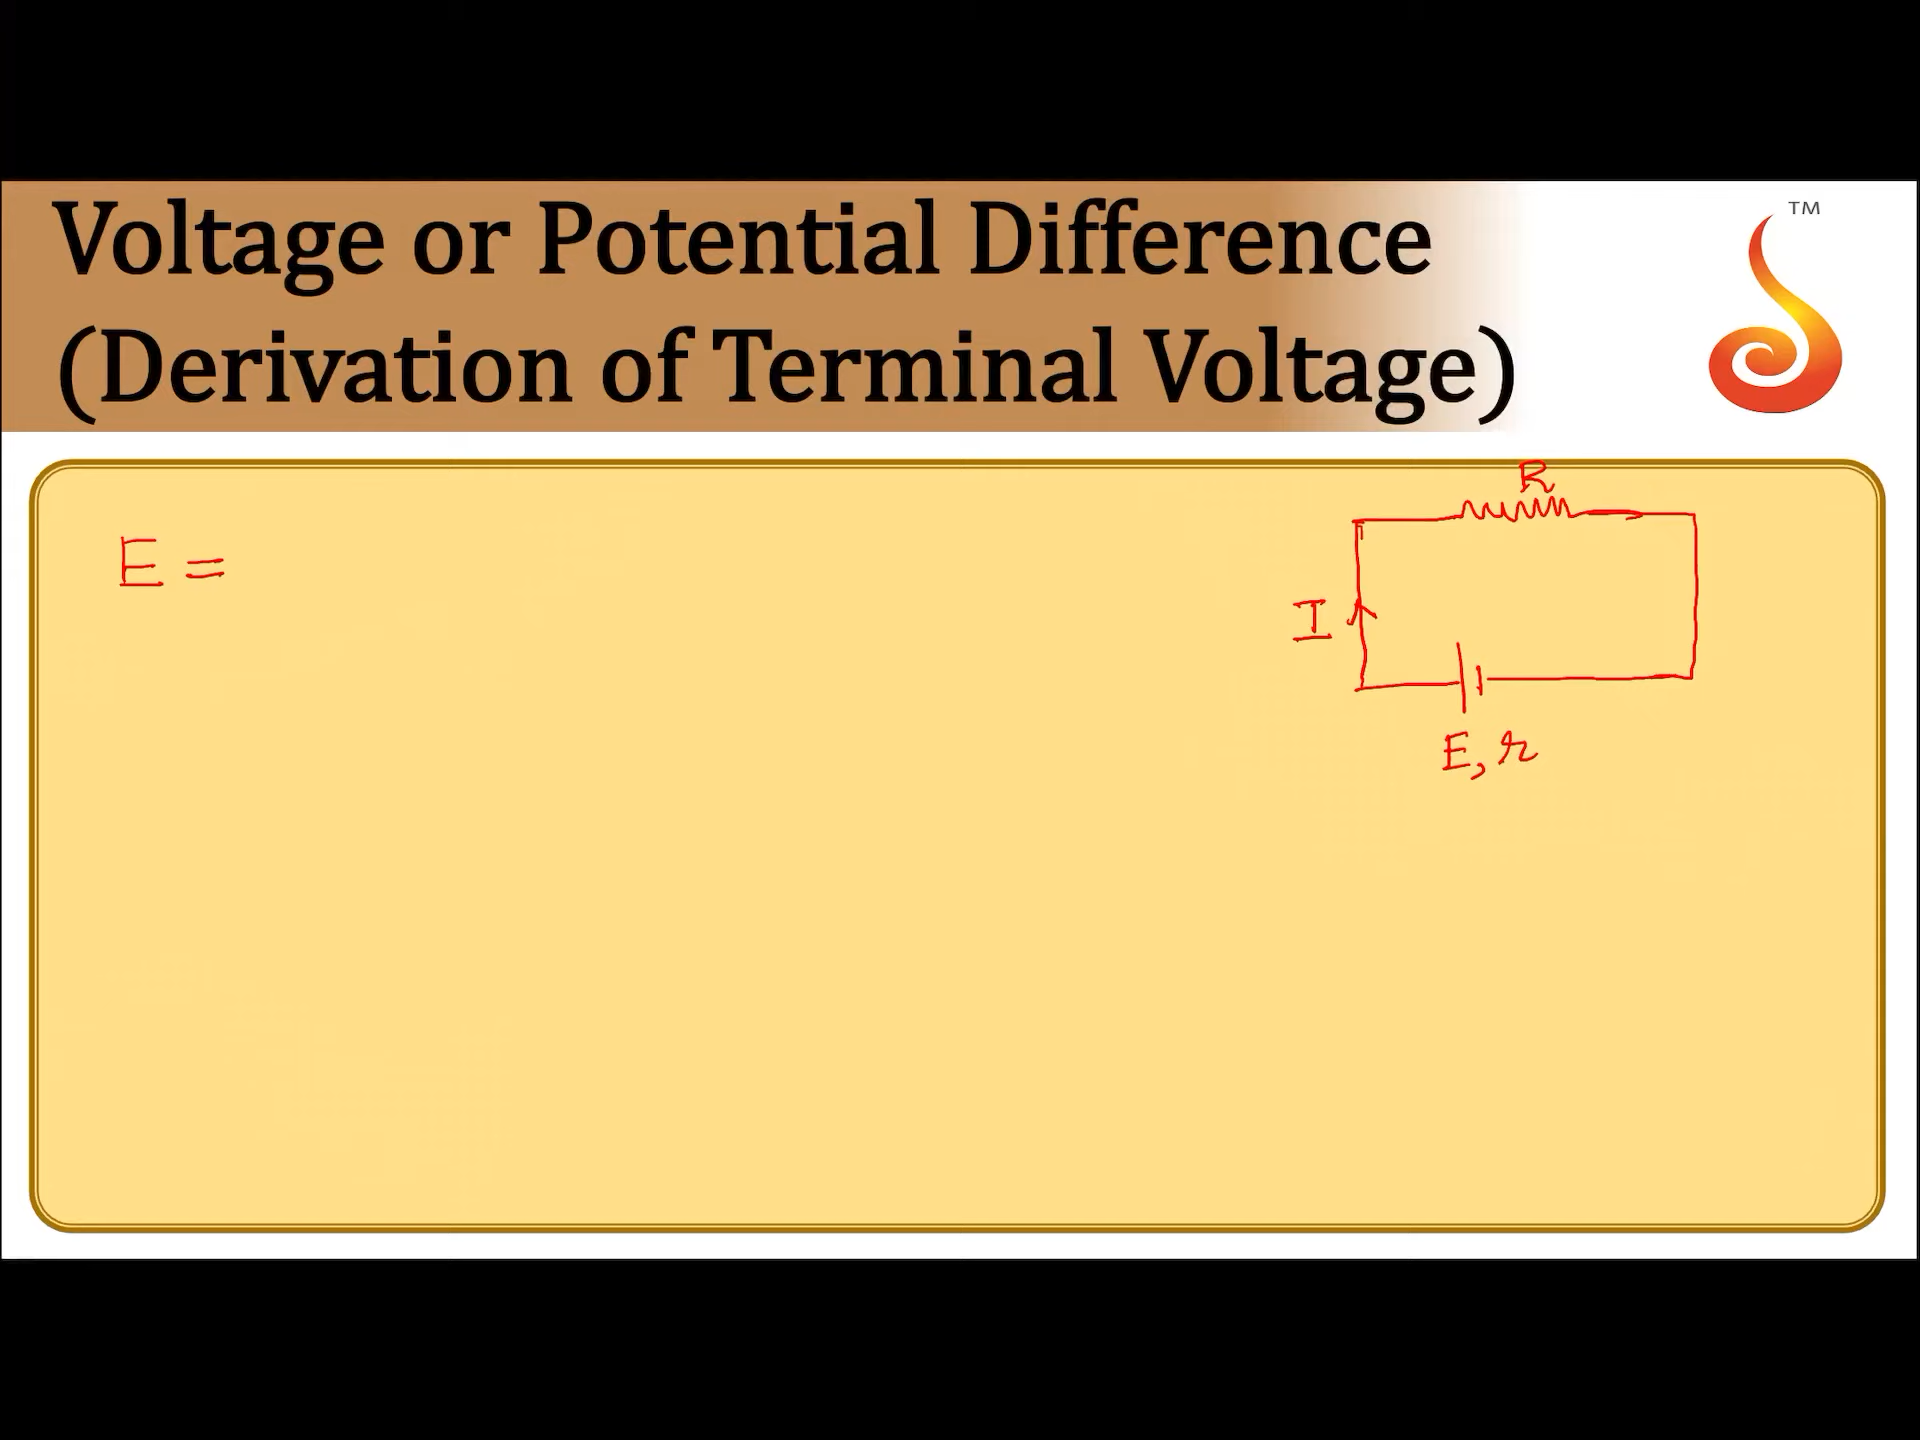 Voltage or Potential Difference
(Derivation of Terminal Voltage)
TM
R
E =
I
E, r